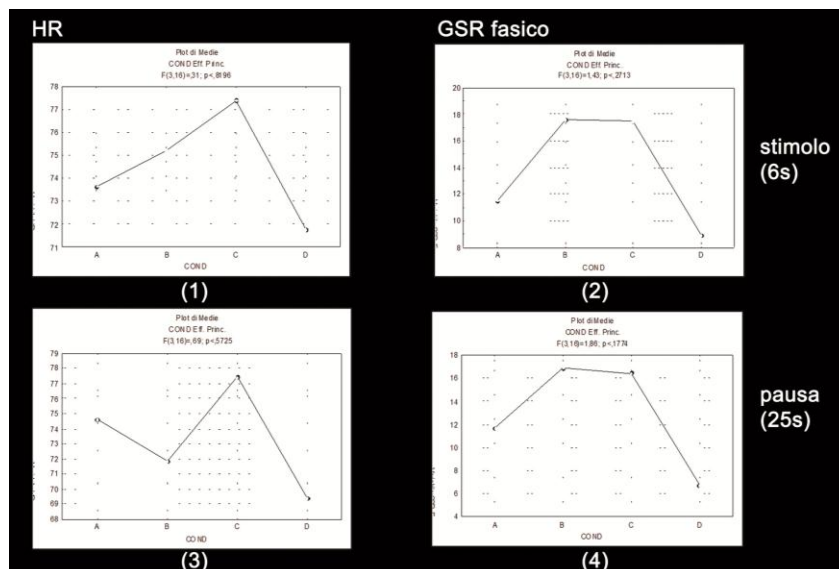 HR
GSR fasico
Plot di Medie
COND Eff. Princ.
F(3,16)=,31; p<,8196
78
77
76
75
74
73
72
71
A B C D
COND
(1)
Plot di Medie
COND Eff. Princ.
F(3,16)=1,43; p<,2713
20
18
16
14
12
10
8
A B C D
COND
(2)
stimolo
(6s)
Plot di Medie
COND Eff. Princ.
F(3,16)=,69; p<,5725
79
78
77
76
75
74
73
72
71
70
69
68
A B C D
COND
(3)
Plot di Medie
COND Eff. Princ.
F(3,16)=1,86; p<,1774
18
16
14
12
10
8
6
4
A B C D
COND
(4)
pausa
(25s)